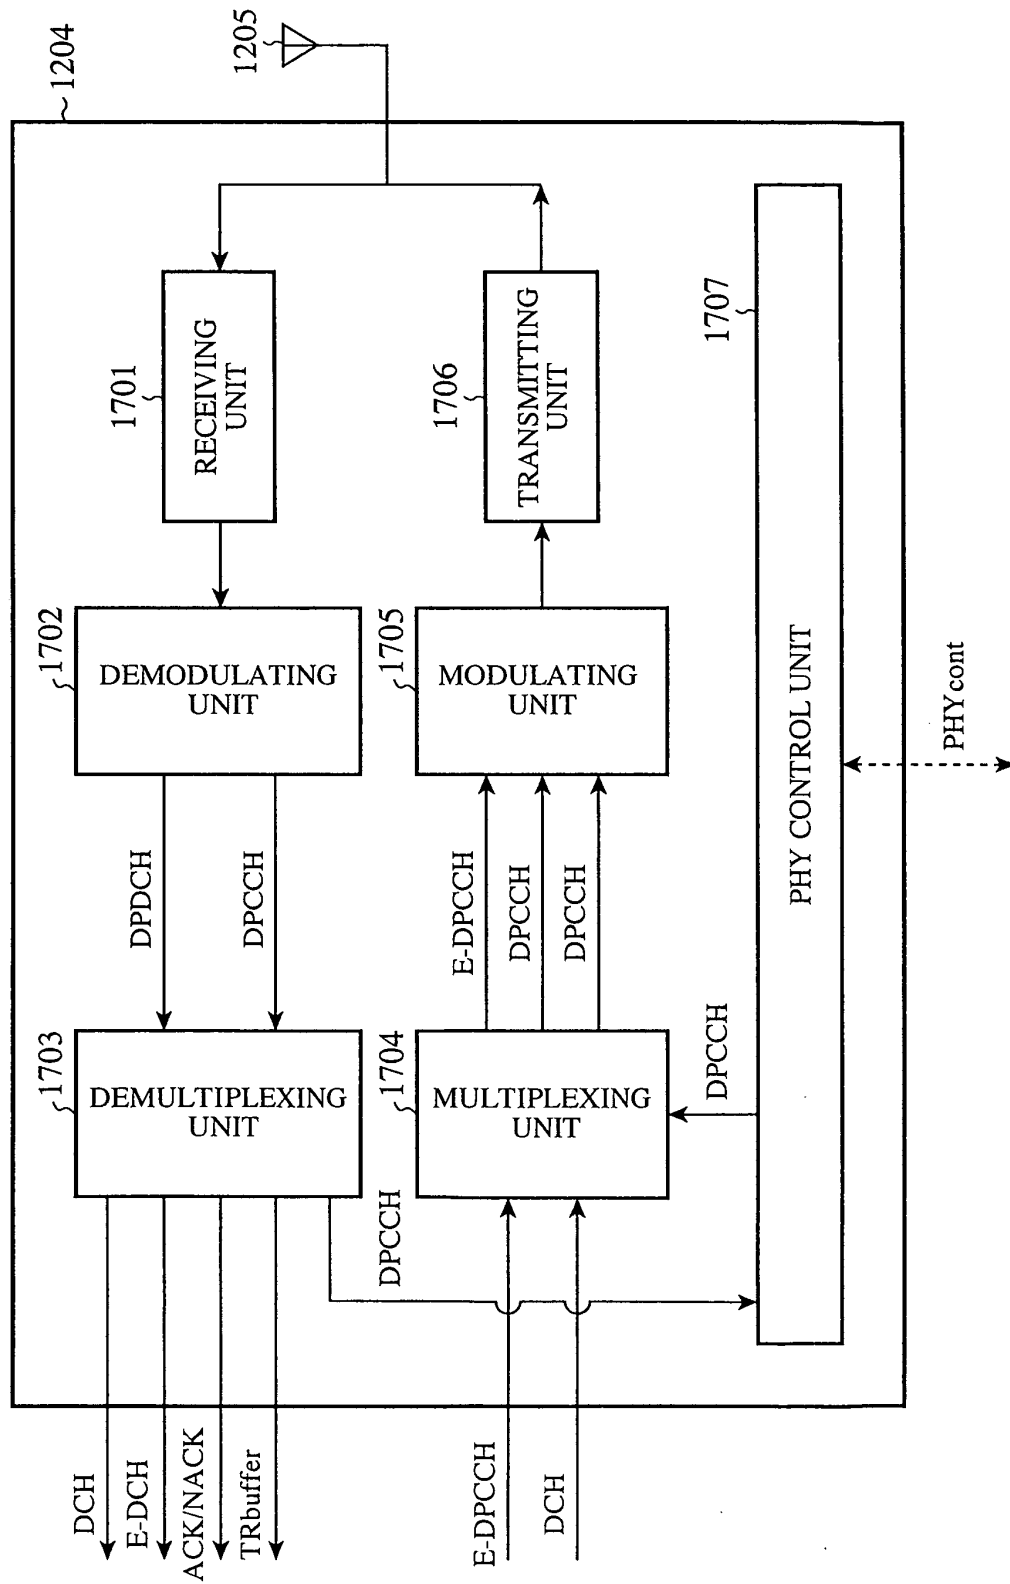 1204
1205
1703
DEMULTIPLEXING
UNIT
1702
DEMODULATING
UNIT
1701
RECEIVING
UNIT
DCH
E-DCH
ACK/NACK
TRbuffer
DPDCH
DPCCH
DPCCH
1704
MULTIPLEXING
UNIT
1705
MODULATING
UNIT
1706
TRANSMITTING
UNIT
E-DPCCH
DCH
E-DPCCH
DPCCH
DPCCH
DPCCH
1707
PHY CONTROL UNIT
PHYcont